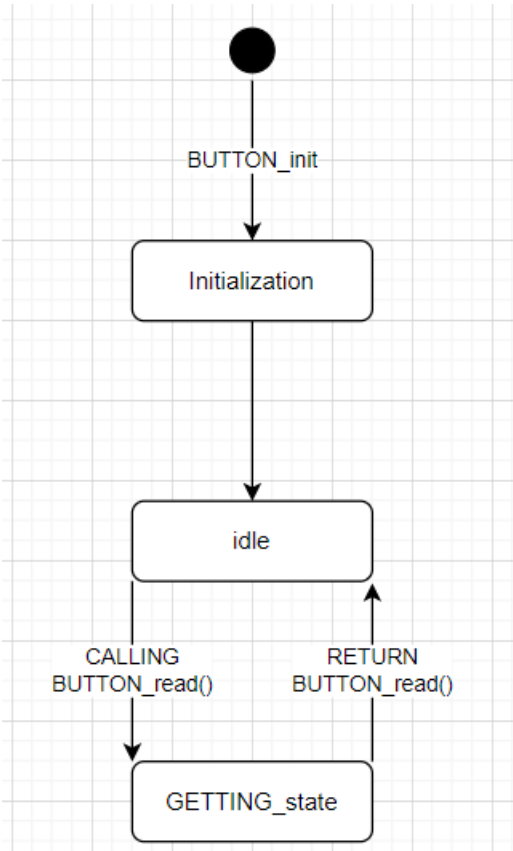 BUTTON_init
Initialization
idle
CALLING
BUTTON_read()
RETURN
BUTTON_read()
GETTING_state